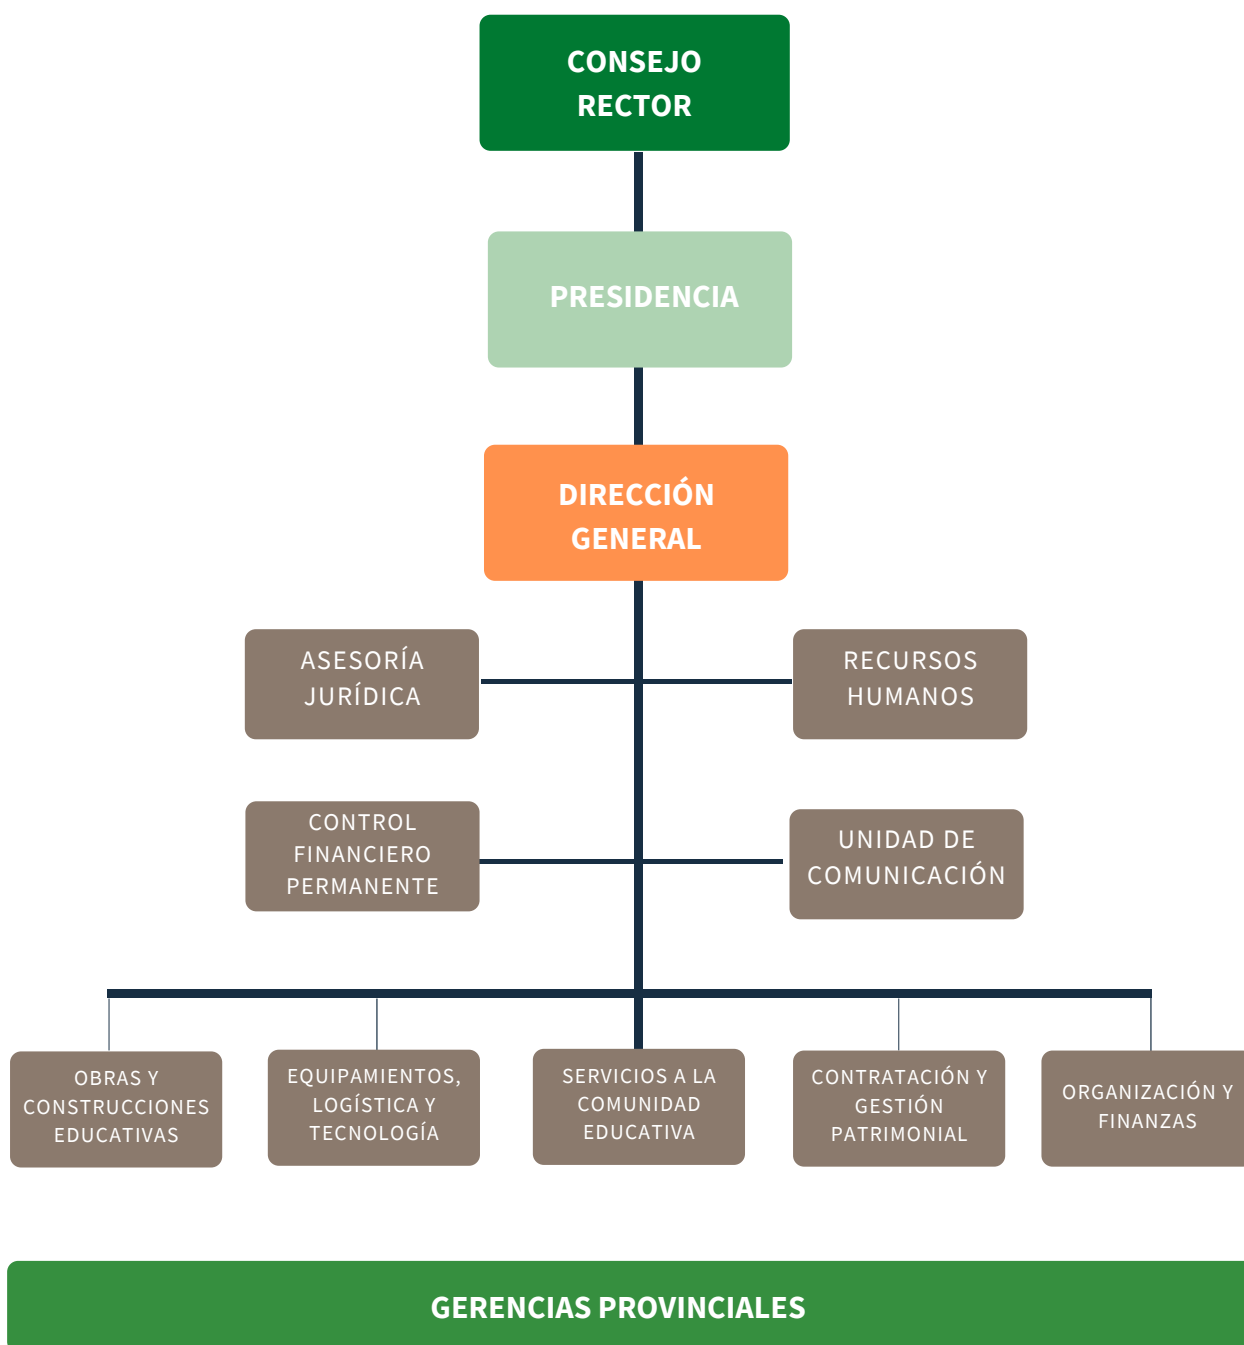 CONSEJO
RECTOR
PRESIDENCIA
DIRECCIÓN
GENERAL
ASESORÍA
JURÍDICA
RECURSOS
HUMANOS
CONTROL
FINANCIERO
PERMANENTE
UNIDAD DE
COMUNICACIÓN
OBRAS Y
CONSTRUCCIONES
EDUCATIVAS
EQUIPAMIENTOS,
LOGÍSTICA Y
TECNOLOGÍA
SERVICIOS A LA
COMUNIDAD
EDUCATIVA
CONTRATACIÓN Y
GESTIÓN
PATRIMONIAL
ORGANIZACIÓN Y
FINANZAS
GERENCIAS PROVINCIALES